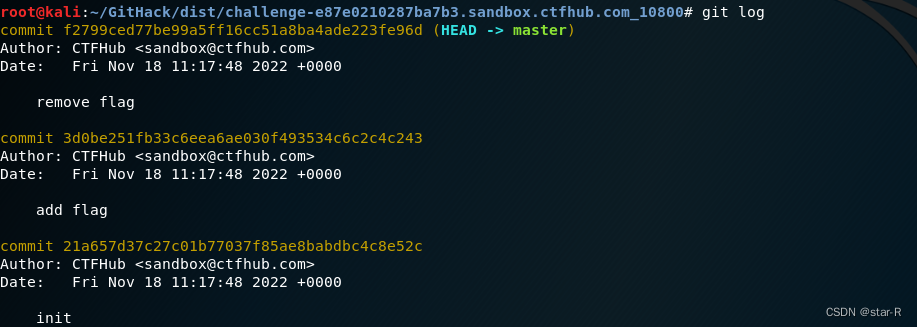 root@kali:~/GitHack/dist/challenge-e87e0210287ba7b3.sandbox.ctfhub.com_10800# git log
commit f2799ced77be99a5ff16cc51a8ba4ade223fe96d (HEAD -> master)
Author: CTFHub <sandbox@ctfhub.com>
Date:   Fri Nov 18 11:17:48 2022 +0000
    remove flag
commit 3d0be251fb33c6eea6ae030f493534c6c2c4c243
Author: CTFHub <sandbox@ctfhub.com>
Date:   Fri Nov 18 11:17:48 2022 +0000
    add flag
commit 21a657d37c27c01b77037f85ae8babdbc4c8e52c
Author: CTFHub <sandbox@ctfhub.com>
Date:   Fri Nov 18 11:17:48 2022 +0000
    init
CSDN @star-R